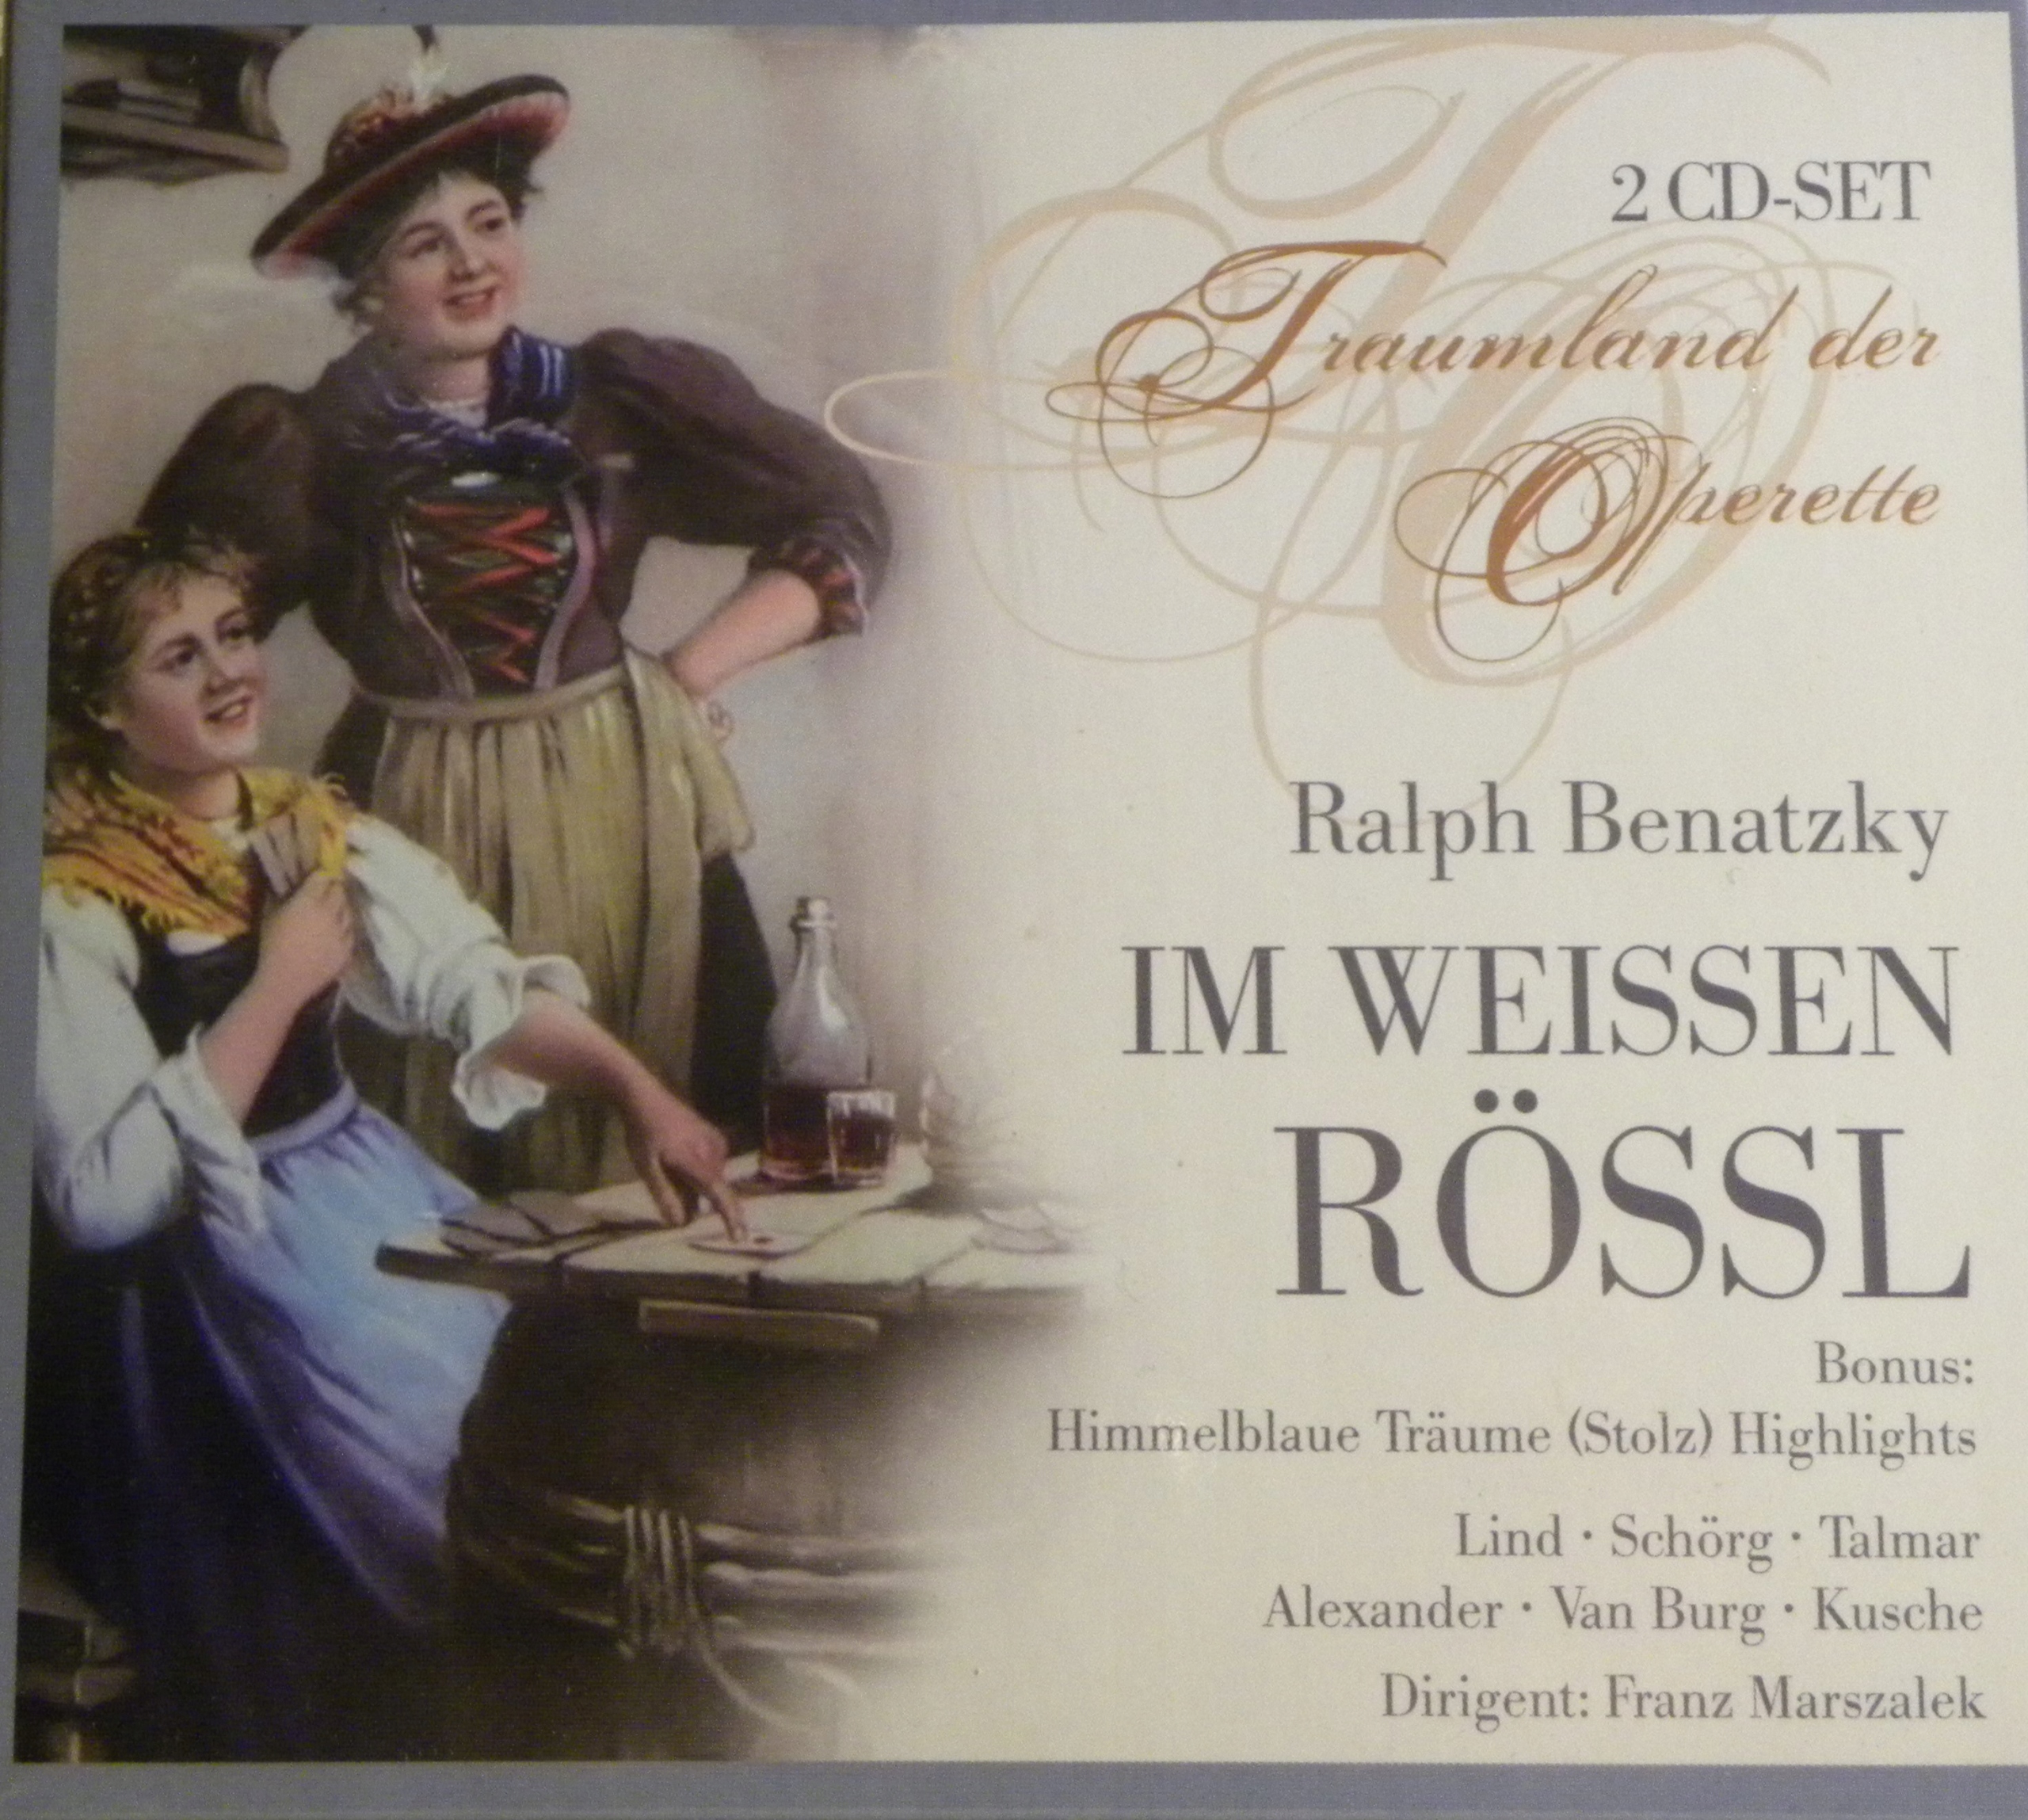 2 CD-SET
Traumland der
Operette
Ralph Benatzky
IM WEISSEN
RÖSSL
Bonus:
Himmelblaue Träume (Stolz) Highlights
Lind · Schörg · Talmar
Alexander · Van Burg · Kusche
Dirigent: Franz Marszalek